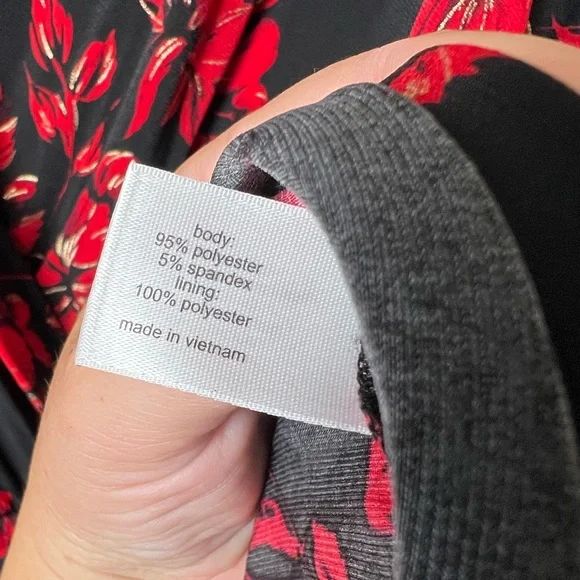 body:
95% polyester
5% spandex
lining:
100% polyester
made in vietnam